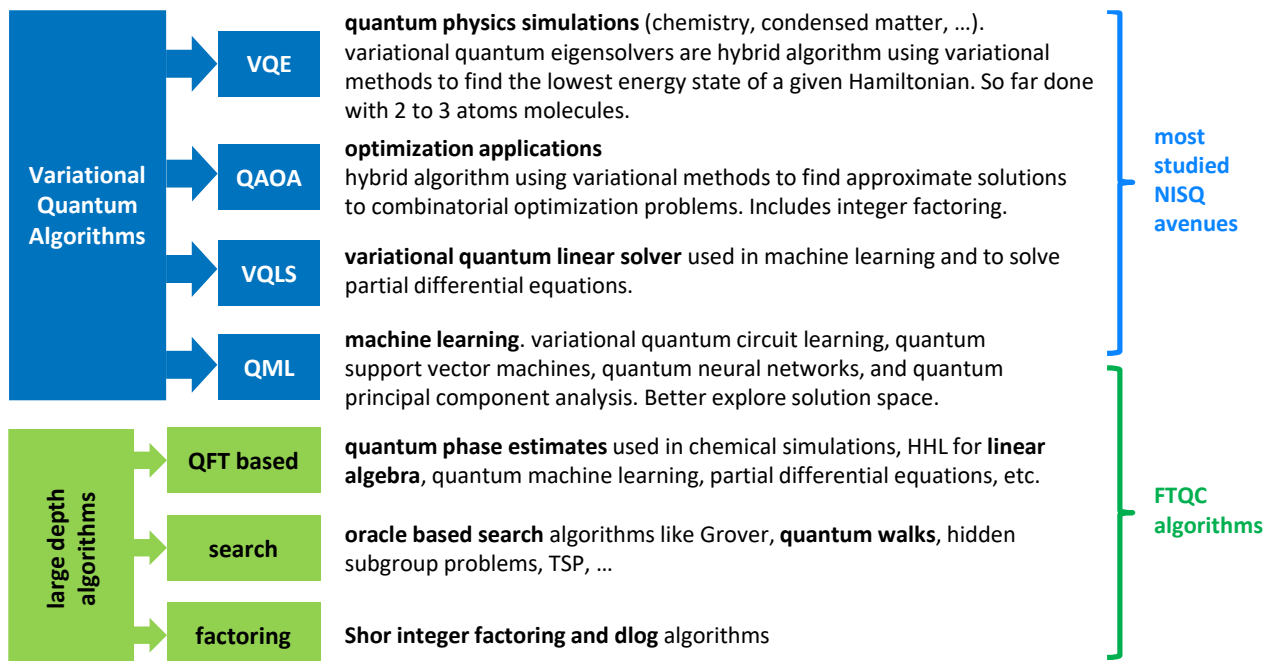 Variational
Quantum
Algorithms
VQE
quantum physics simulations (chemistry, condensed matter, …).
variational quantum eigensolvers are hybrid algorithm using variational
methods to find the lowest energy state of a given Hamiltonian. So far done
with 2 to 3 atoms molecules.
QAOA
optimization applications
hybrid algorithm using variational methods to find approximate solutions
to combinatorial optimization problems. Includes integer factoring.
VQLS
variational quantum linear solver used in machine learning and to solve
partial differential equations.
QML
machine learning. variational quantum circuit learning, quantum
support vector machines, quantum neural networks, and quantum
principal component analysis. Better explore solution space.
most
studied
NISQ
avenues
large depth
algorithms
QFT based
quantum phase estimates used in chemical simulations, HHL for linear
algebra, quantum machine learning, partial differential equations, etc.
search
oracle based search algorithms like Grover, quantum walks, hidden
subgroup problems, TSP, …
factoring
Shor integer factoring and dlog algorithms
FTQC
algorithms